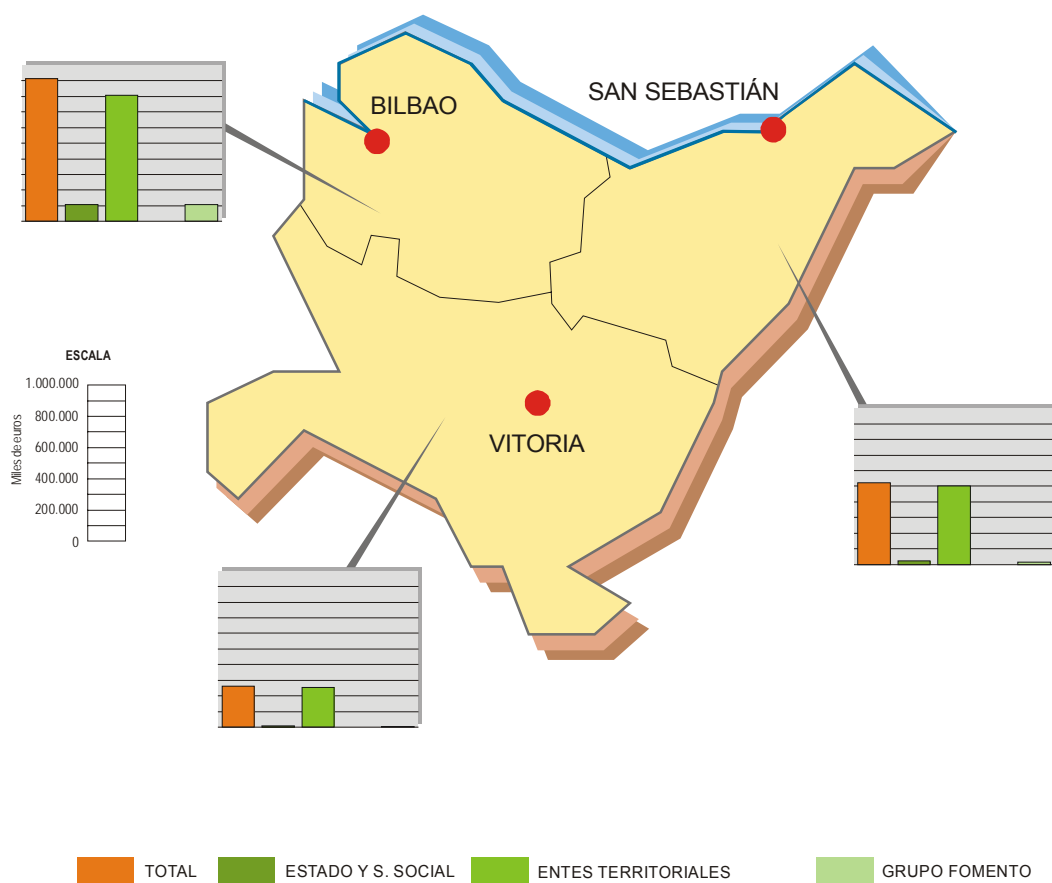 SAN SEBASTIÁN
BILBAO
ESCALA
Miles de euros
1.000.000
800.000
600.000
400.000
200.000
0
VITORIA
TOTAL
ESTADO Y S. SOCIAL
ENTES TERRITORIALES
GRUPO FOMENTO